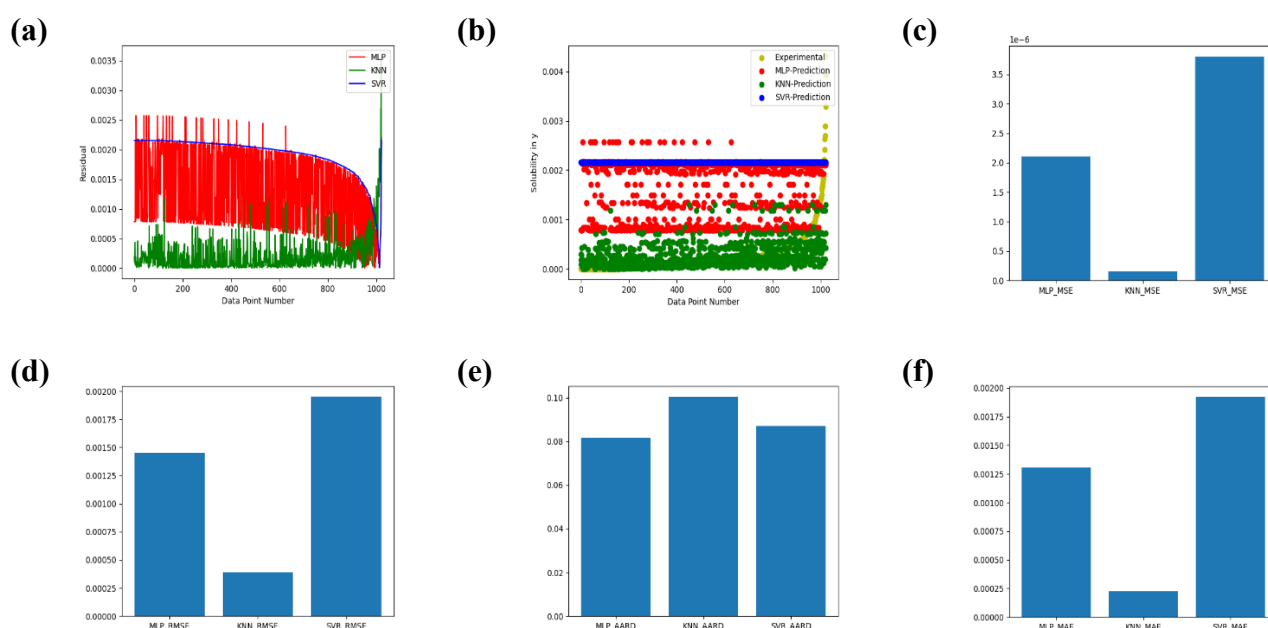 (a)
MLP
KNN
SVR
0.0035
0.0030
0.0025
0.0020
0.0015
0.0010
0.0005
0.0000
Residual
0 200 400 600 800 1000
Data Point Number
(b)
Experimental
MLP-Prediction
KNN-Prediction
SVR-Prediction
0.004
0.003
0.002
0.001
0.000
Solubility in y
0 200 400 600 800 1000
Data Point Number
(c)
1e−6
3.5
3.0
2.5
2.0
1.5
1.0
0.5
0.0
MLP_MSE KNN_MSE SVR_MSE
(d)
0.00200
0.00175
0.00150
0.00125
0.00100
0.00075
0.00050
0.00025
0.00000
MLP_RMSE KNN_RMSE SVR_RMSE
(e)
0.10
0.08
0.06
0.04
0.02
0.00
MLP_AARD KNN_AARD SVR_AARD
(f)
0.00200
0.00175
0.00150
0.00125
0.00100
0.00075
0.00050
0.00025
0.00000
MLP_MAE KNN_MAE SVR_MAE